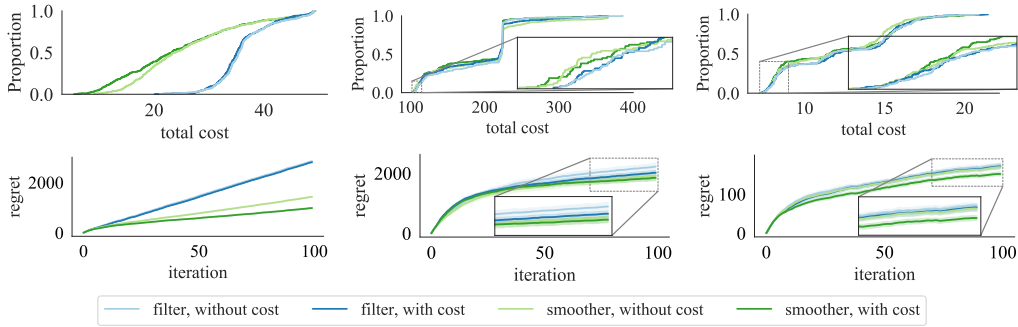 Proportion
1.0
0.5
0.0
20
40
total cost
Proportion
1.0
0.5
0.0
100
200
300
400
total cost
Proportion
1.0
0.5
0.0
10
15
20
total cost
regret
2000
0
0
50
100
iteration
regret
2000
0
0
50
100
iteration
regret
100
0
0
50
100
iteration
filter, without cost
filter, with cost
smoother, without cost
smoother, with cost